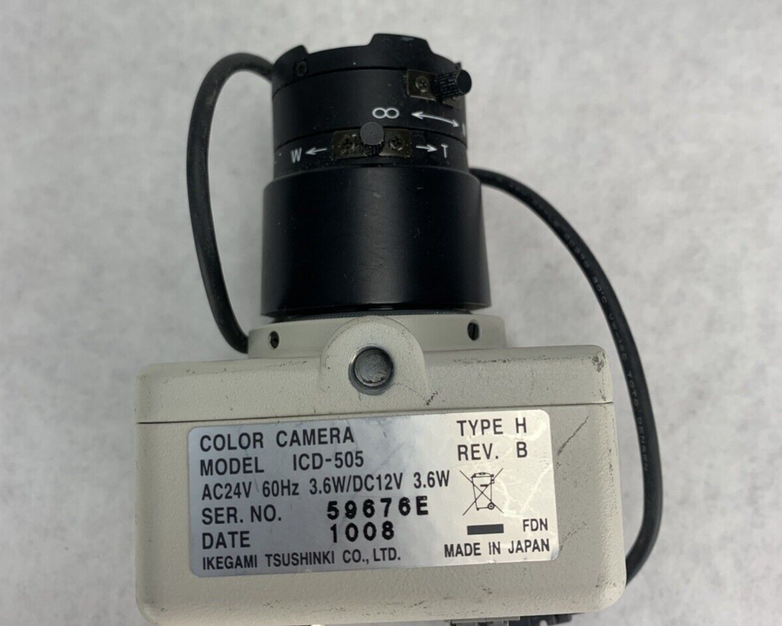 ∞ ↔
W ← → T
COLOR CAMERA TYPE H
MODEL ICD-505 REV. B
AC24V 60Hz 3.6W/DC12V 3.6W
SER. NO. 59676E
DATE 1008 FDN
IKEGAMI TSUSHINKI CO., LTD. MADE IN JAPAN